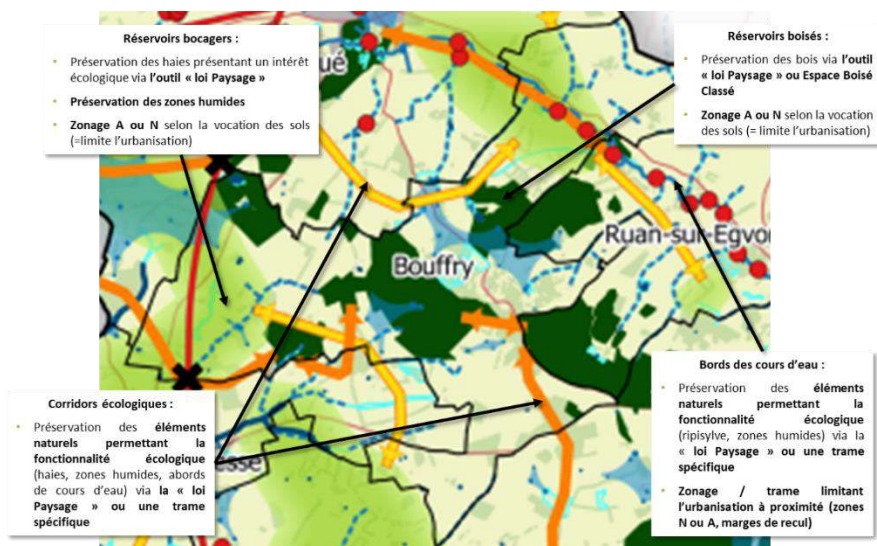 Réservoirs bocagers :
• Préservation des haies présentant un intérêt
écologique via l'outil « loi Paysage »
• Préservation des zones humides
• Zonage A ou N selon la vocation des sols
(=limite l'urbanisation)
ué
Réservoirs boisés :
• Préservation des bois via l'outil
« loi Paysage » ou Espace Boisé
Classé
• Zonage A ou N selon la vocation
des sols (= limite l'urbanisation)
Ruan-sur-Egvo
Bouffry
Corridors écologiques :
• Préservation des éléments
naturels permettant la
fonctionnalité écologique
(haies, zones humides, abords
de cours d'eau) via la « loi
Paysage » ou une trame
spécifique
esse
Bords des cours d'eau :
• Préservation des éléments
naturels permettant la
fonctionnalité écologique
(ripisylve, zones humides) via la
« loi Paysage » ou une trame
spécifique
• Zonage / trame limitant
l'urbanisation à proximité (zones
N ou A, marges de recul)